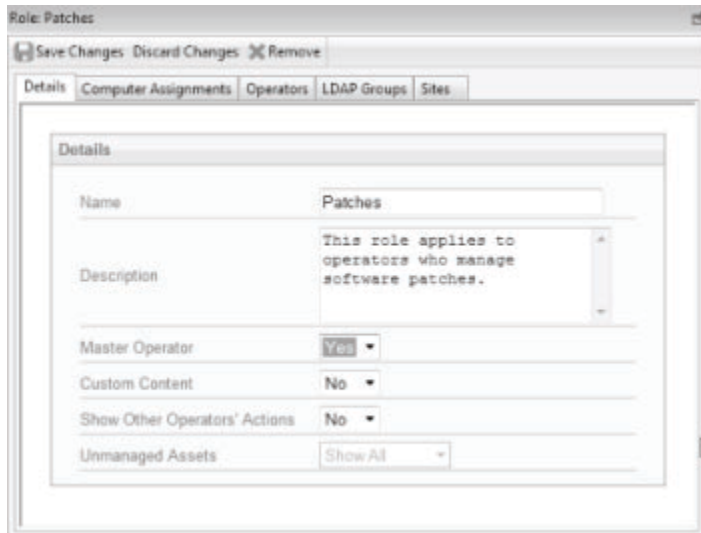 Role: Patches
Save Changes Discard Changes Remove
Details Computer Assignments Operators LDAP Groups Sites
Details
Name Patches
Description This role applies to
operators who manage
software patches.
Master Operator Yes
Custom Content No
Show Other Operators' Actions No
Unmanaged Assets Show All